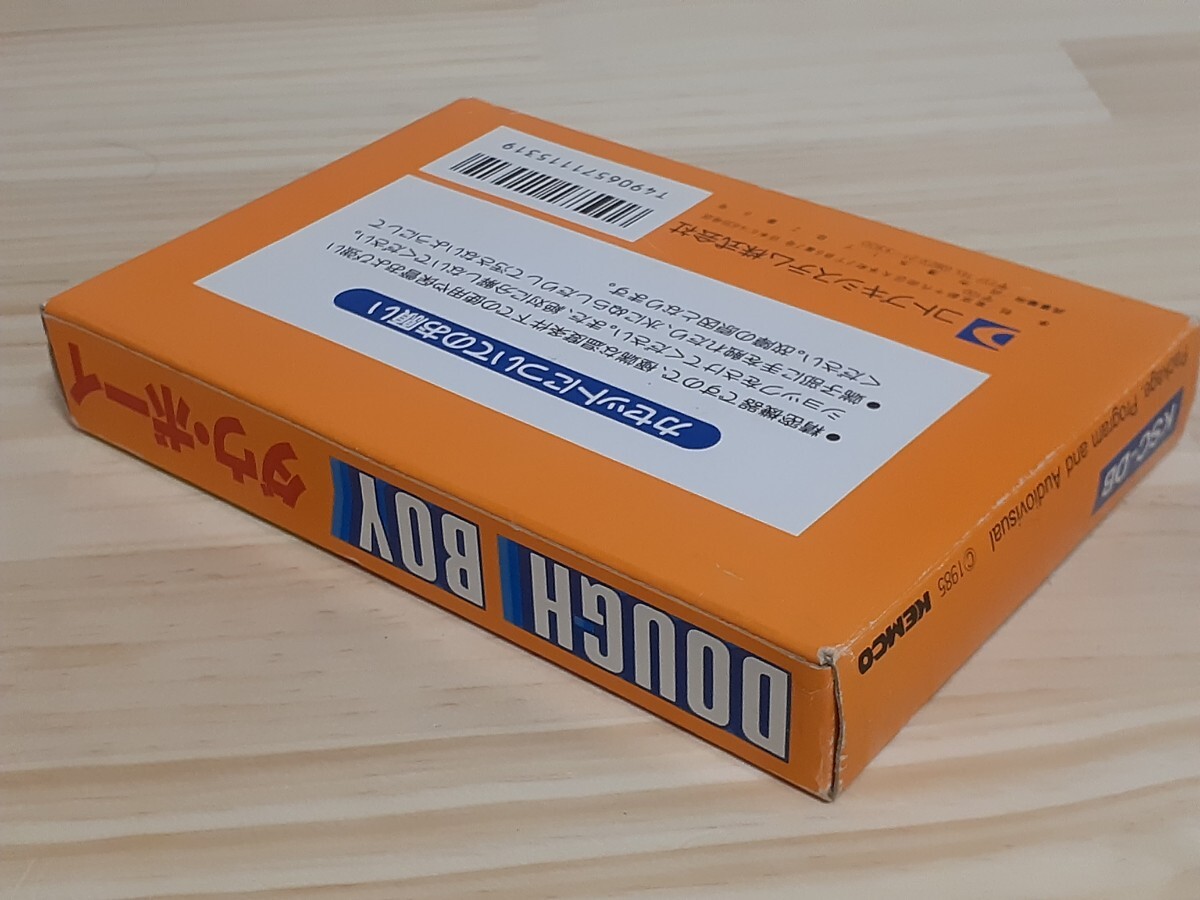 DOUGH BOY
ダウ・ボーイ
カセットについてのお願い
●精密機器ですので、極端な温度条件下での使用や保管および強い
ショックをさけてください。また、絶対に分解しないでください。
●端子部に手を触れたり、水にぬらしたりして汚さないようにして
ください。故障の原因となります。
コトブキシステム株式会社
T4906571115319
KSC-DB
Package, Program and Audiovisual ©1985 KEMCO